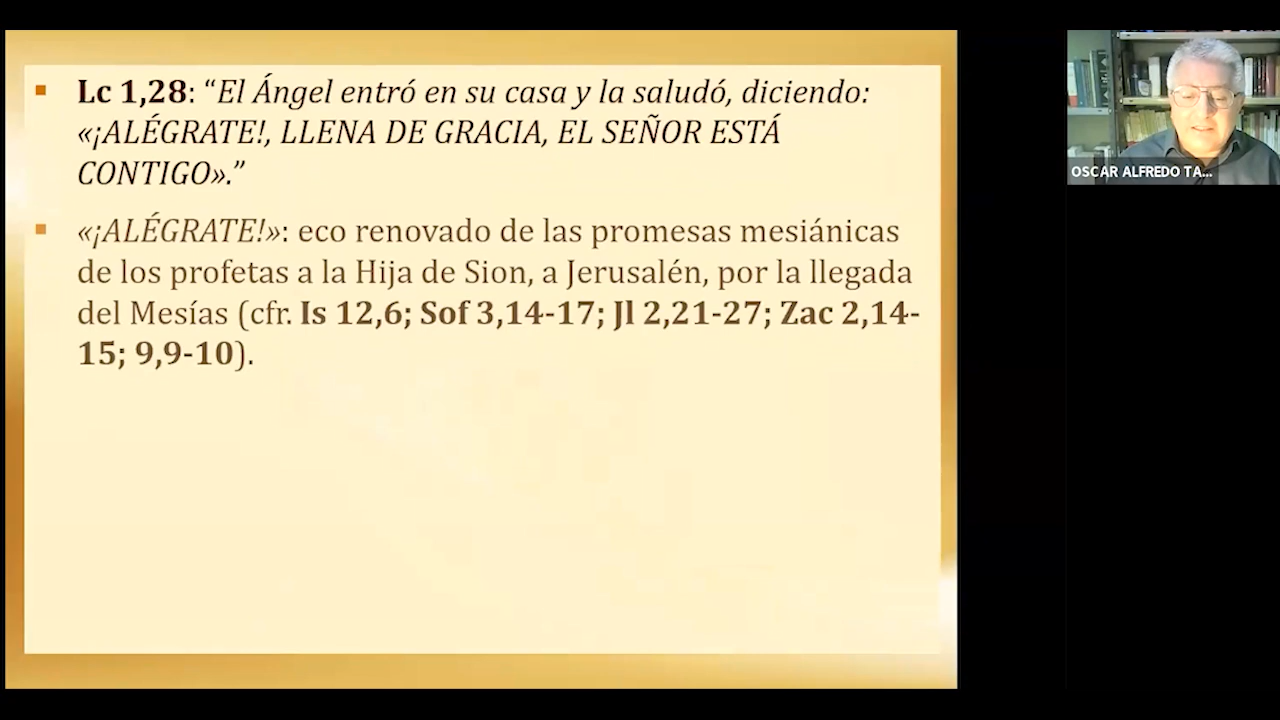 ▪ Lc 1,28: “El Ángel entró en su casa y la saludó, diciendo:
«¡ALÉGRATE!, LLENA DE GRACIA, EL SEÑOR ESTÁ
CONTIGO».”
▪ «¡ALÉGRATE!»: eco renovado de las promesas mesiánicas
de los profetas a la Hija de Sion, a Jerusalén, por la llegada
del Mesías (cfr. Is 12,6; Sof 3,14-17; Jl 2,21-27; Zac 2,14-
15; 9,9-10).
OSCAR ALFREDO TA...